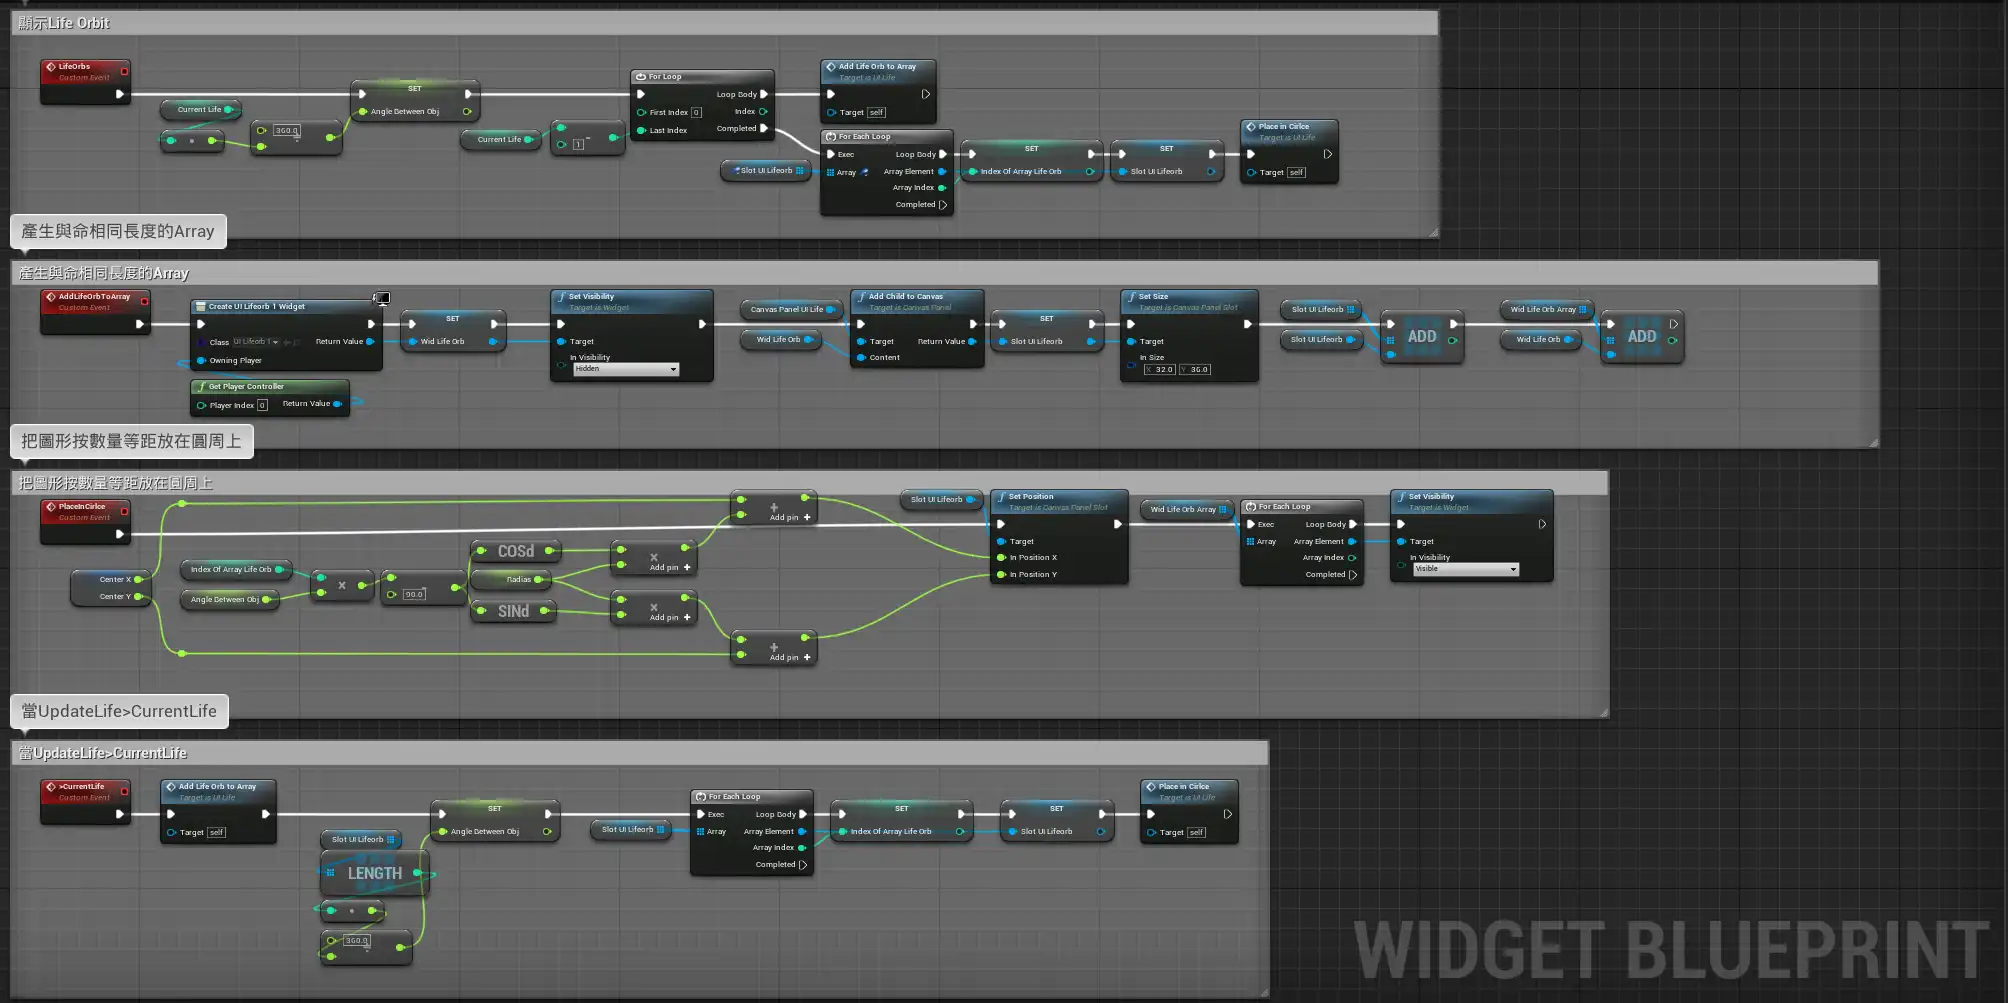 顯示Life Orbit
LifeOrbs
Custom Event
Current Life
360.0
SET
Angle Between Obj
Current Life
1
For Loop
Loop Body
First Index 0
Index
Last Index
Completed
Add Life Orb to Array
Target is UI Life
Target self
Slot UI Lifeorb
For Each Loop
Exec
Loop Body
Array
Array Element
Array Index
Completed
SET
Index Of Array Life Orb
SET
Slot UI Lifeorb
Place in Cirlce
Target is UI Life
Target self
產生與命相同長度的Array
產生與命相同長度的Array
AddLifeOrbToArray
Custom Event
Create UI Lifeorb 1 Widget
Class UI Lifeorb 1
Return Value
Owning Player
Get Player Controller
Player Index 0
Return Value
SET
Wid Life Orb
Set Visibility
Target is Widget
Target
In Visibility
Hidden
Canvas Panel UI Life
Wid Life Orb
Add Child to Canvas
Target is Canvas Panel
Target
Return Value
Content
SET
Slot UI Lifeorb
Set Size
Target is Canvas Panel Slot
Target
In Size
X 32.0 Y 36.0
Slot UI Lifeorb
Slot UI Lifeorb
ADD
Wid Life Orb Array
Wid Life Orb
ADD
把圖形按數量等距放在圓周上
把圖形按數量等距放在圓周上
PlaceInCirlce
Custom Event
Center X
Center Y
Index Of Array Life Orb
Angle Between Obj
90.0
COSd
Radias
SINd
Add pin +
Add pin +
Add pin +
Add pin +
Slot UI Lifeorb
Set Position
Target is Canvas Panel Slot
Target
In Position X
In Position Y
Wid Life Orb Array
For Each Loop
Exec
Loop Body
Array
Array Element
Array Index
Completed
Set Visibility
Target is Widget
Target
In Visibility
Visible
當UpdateLife>CurrentLife
當UpdateLife>CurrentLife
>CurrentLife
Custom Event
Add Life Orb to Array
Target is UI Life
Target self
Slot UI Lifeorb
LENGTH
360.0
SET
Angle Between Obj
Slot UI Lifeorb
For Each Loop
Exec
Loop Body
Array
Array Element
Array Index
Completed
SET
Index Of Array Life Orb
SET
Slot UI Lifeorb
Place in Cirlce
Target is UI Life
Target self
WIDGET BLUEPRINT